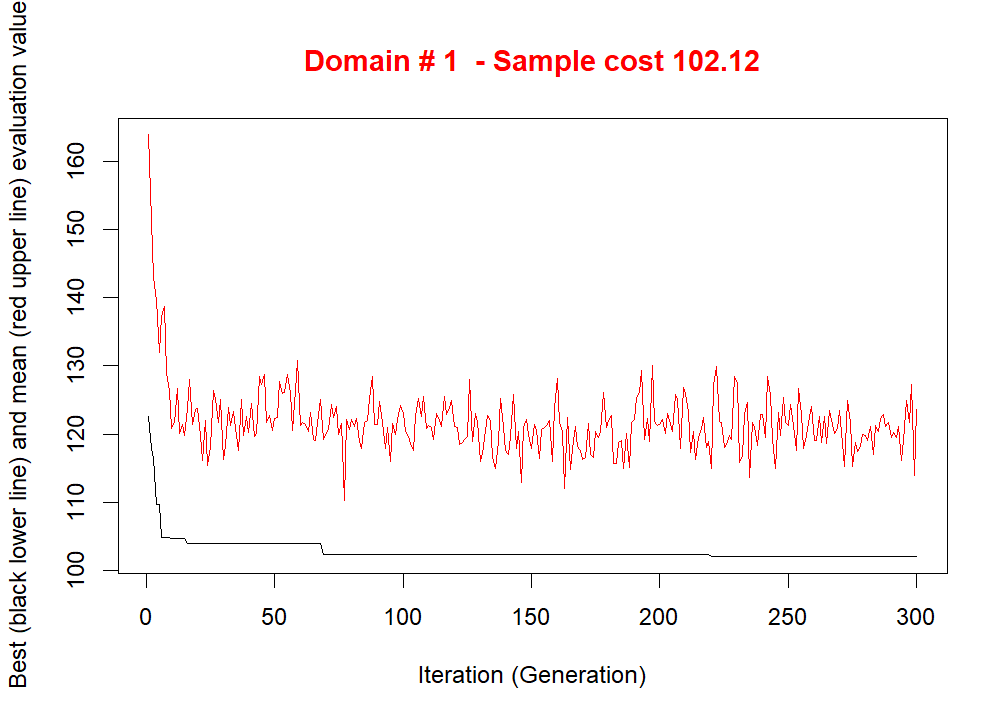 Domain # 1  - Sample cost 102.12
Best (black lower line) and mean (red upper line) evaluation value
160
150
140
130
120
110
100
0 50 100 150 200 250 300
Iteration (Generation)